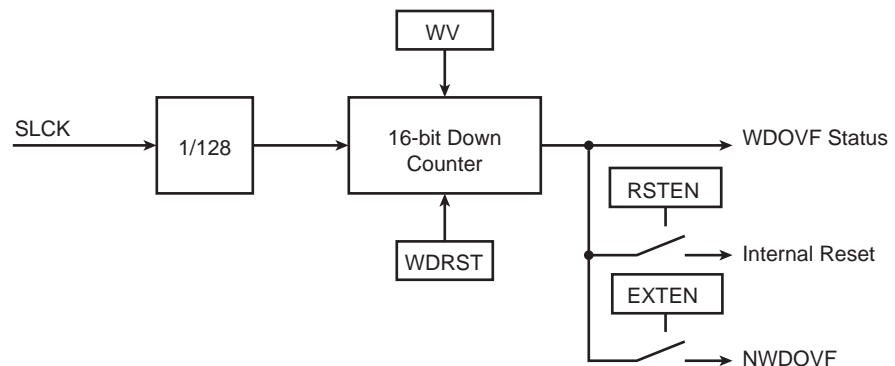 WV
SLCK
1/128
16-bit Down
Counter
WDOVF Status
RSTEN
WDRST
Internal Reset
EXTEN
NWDOVF